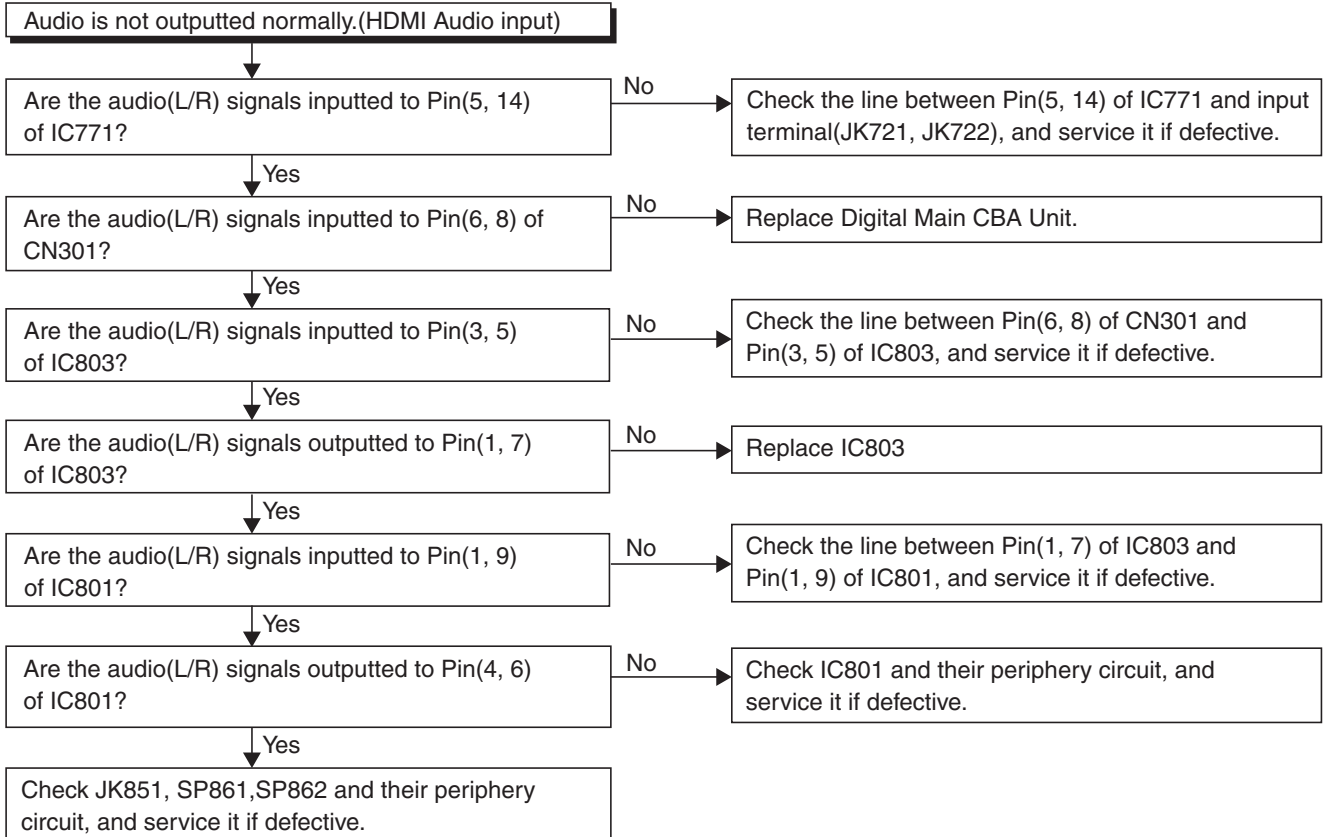 Audio is not outputted normally.(HDMI Audio input)
Are the audio(L/R) signals inputted to Pin(5, 14)
of IC771?
No
Check the line between Pin(5, 14) of IC771 and input
terminal(JK721, JK722), and service it if defective.
Yes
Are the audio(L/R) signals inputted to Pin(6, 8) of
CN301?
No
Replace Digital Main CBA Unit.
Yes
Are the audio(L/R) signals inputted to Pin(3, 5)
of IC803?
No
Check the line between Pin(6, 8) of CN301 and
Pin(3, 5) of IC803, and service it if defective.
Yes
Are the audio(L/R) signals outputted to Pin(1, 7)
of IC803?
No
Replace IC803
Yes
Are the audio(L/R) signals inputted to Pin(1, 9)
of IC801?
No
Check the line between Pin(1, 7) of IC803 and
Pin(1, 9) of IC801, and service it if defective.
Yes
Are the audio(L/R) signals outputted to Pin(4, 6)
of IC801?
No
Check IC801 and their periphery circuit, and
service it if defective.
Yes
Check JK851, SP861,SP862 and their periphery
circuit, and service it if defective.